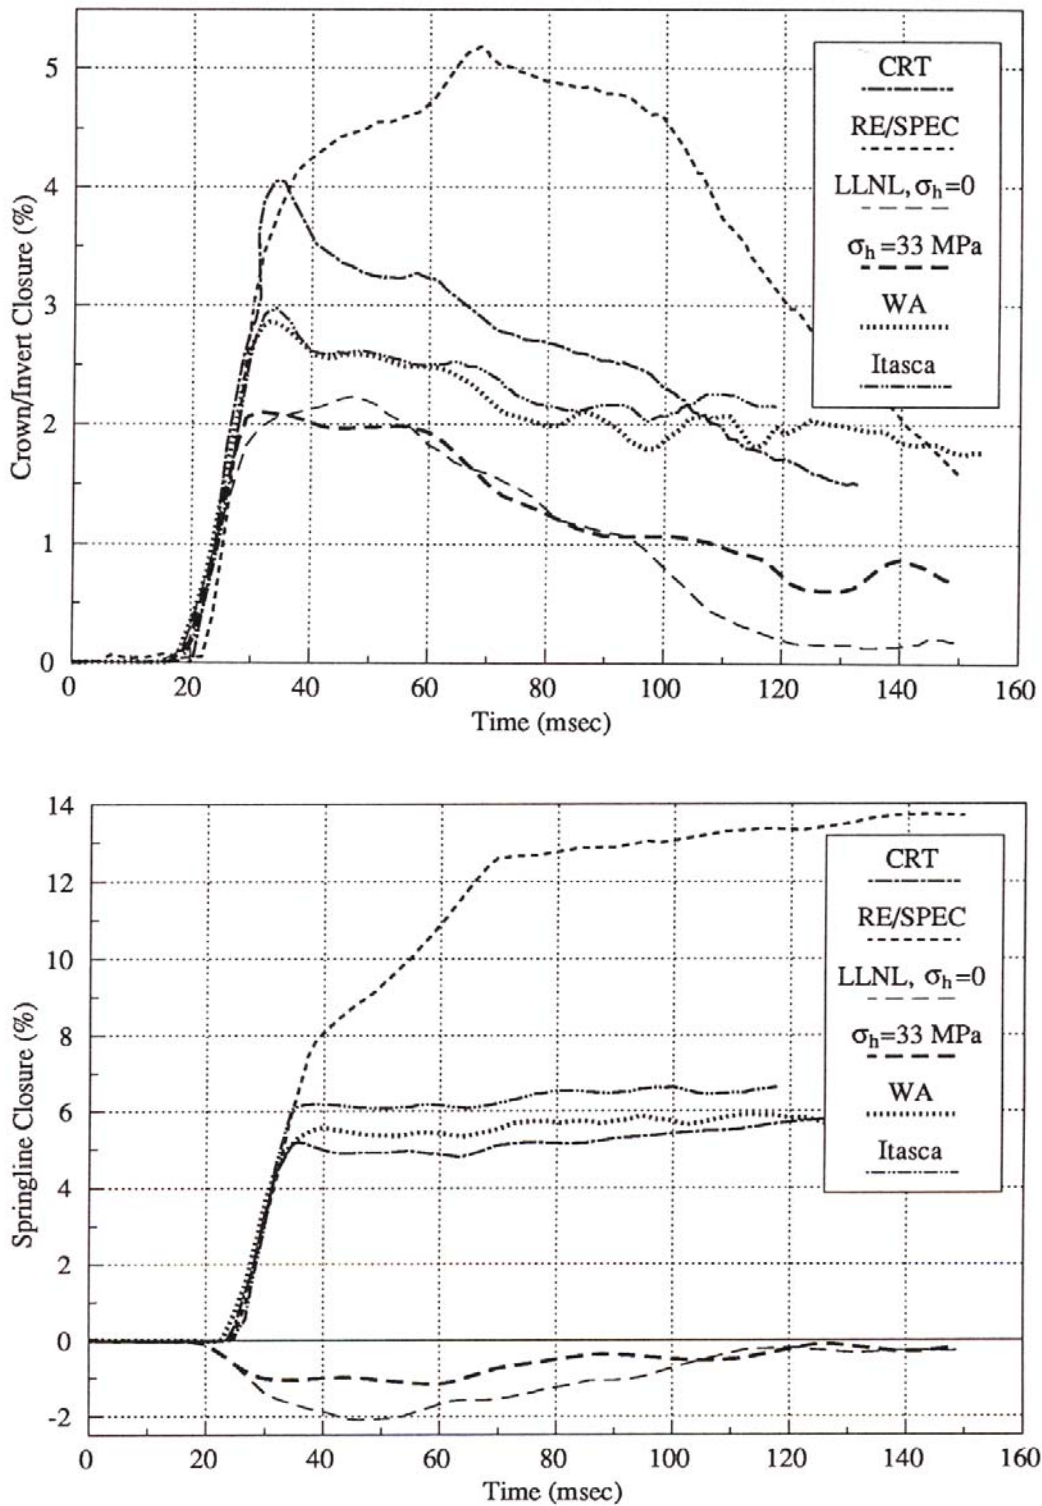 Crown/Invert Closure (%)
5
4
3
2
1
0
0 20 40 60 80 100 120 140 160
Time (msec)
CRT
RE/SPEC
LLNL, σh=0
σh=33 MPa
WA
Itasca
Springline Closure (%)
14
12
10
8
6
4
2
0
-2
0 20 40 60 80 100 120 140 160
Time (msec)
CRT
RE/SPEC
LLNL, σh=0
σh=33 MPa
WA
Itasca